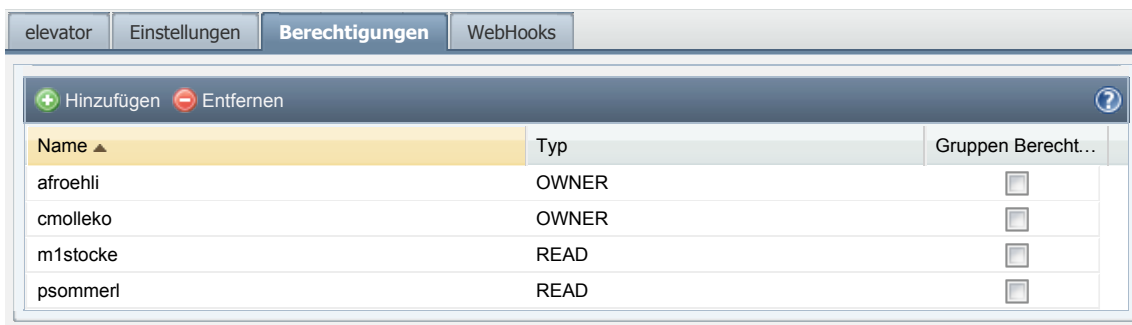 elevator Einstellungen Berechtigungen WebHooks
Hinzufügen Entfernen ?
Name Typ Gruppen Berecht...
afroehli OWNER
cmolleko OWNER
m1stocke READ
psommerl READ